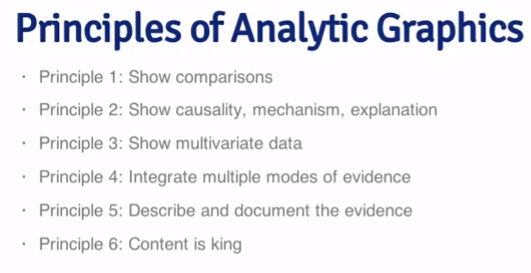 Principles of Analytic Graphics
· Principle 1: Show comparisons
· Principle 2: Show causality, mechanism, explanation
· Principle 3: Show multivariate data
· Principle 4: Integrate multiple modes of evidence
· Principle 5: Describe and document the evidence
· Principle 6: Content is king